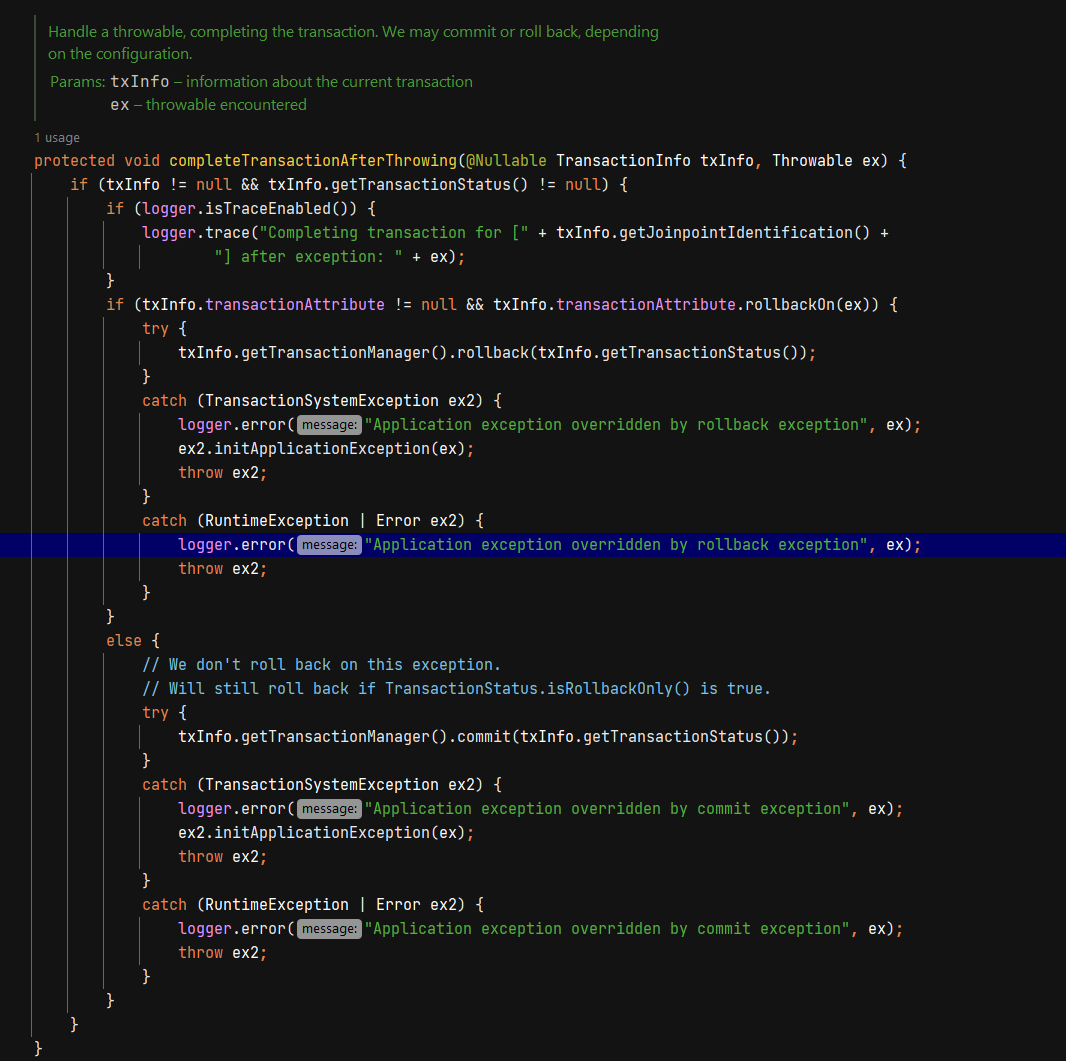 Handle a throwable, completing the transaction. We may commit or roll back, depending
on the configuration.
Params: txInfo – information about the current transaction
ex – throwable encountered
1 usage
protected void completeTransactionAfterThrowing(@Nullable TransactionInfo txInfo, Throwable ex) {
    if (txInfo != null && txInfo.getTransactionStatus() != null) {
        if (logger.isTraceEnabled()) {
            logger.trace("Completing transaction for [" + txInfo.getJoinpointIdentification() +
                    "] after exception: " + ex);
        }
        if (txInfo.transactionAttribute != null && txInfo.transactionAttribute.rollbackOn(ex)) {
            try {
                txInfo.getTransactionManager().rollback(txInfo.getTransactionStatus());
            }
            catch (TransactionSystemException ex2) {
                logger.error( message: "Application exception overridden by rollback exception", ex);
                ex2.initApplicationException(ex);
                throw ex2;
            }
            catch (RuntimeException | Error ex2) {
                logger.error( message: "Application exception overridden by rollback exception", ex);
                throw ex2;
            }
        }
        else {
            // We don't roll back on this exception.
            // Will still roll back if TransactionStatus.isRollbackOnly() is true.
            try {
                txInfo.getTransactionManager().commit(txInfo.getTransactionStatus());
            }
            catch (TransactionSystemException ex2) {
                logger.error( message: "Application exception overridden by commit exception", ex);
                ex2.initApplicationException(ex);
                throw ex2;
            }
            catch (RuntimeException | Error ex2) {
                logger.error( message: "Application exception overridden by commit exception", ex);
                throw ex2;
            }
        }
    }
}